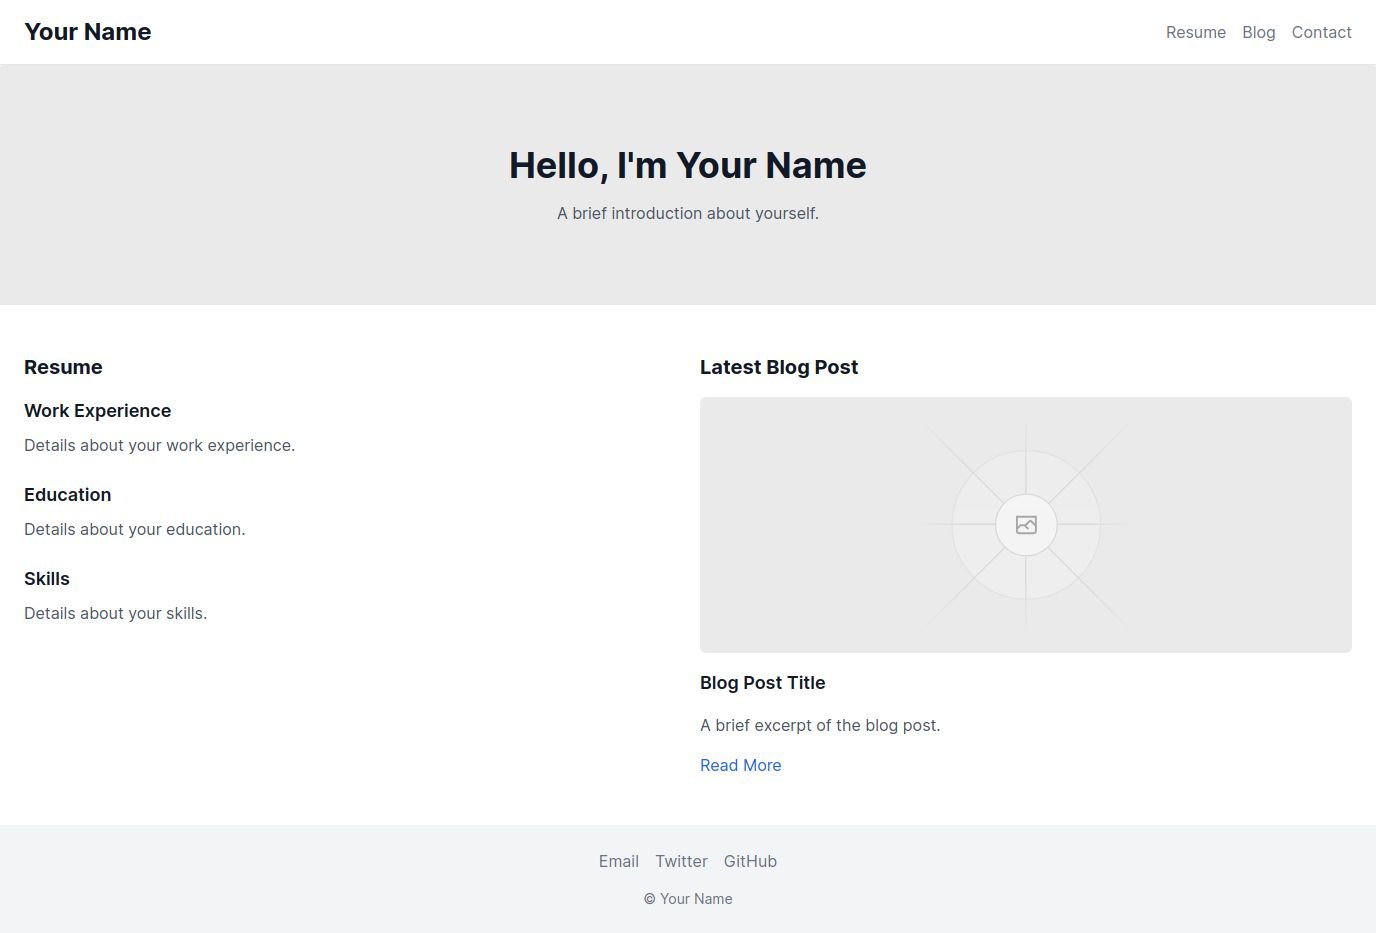 Your Name
Resume Blog Contact
Hello, I'm Your Name
A brief introduction about yourself.
Resume
Work Experience
Details about your work experience.
Education
Details about your education.
Skills
Details about your skills.
Latest Blog Post
Blog Post Title
A brief excerpt of the blog post.
Read More
Email Twitter GitHub
© Your Name